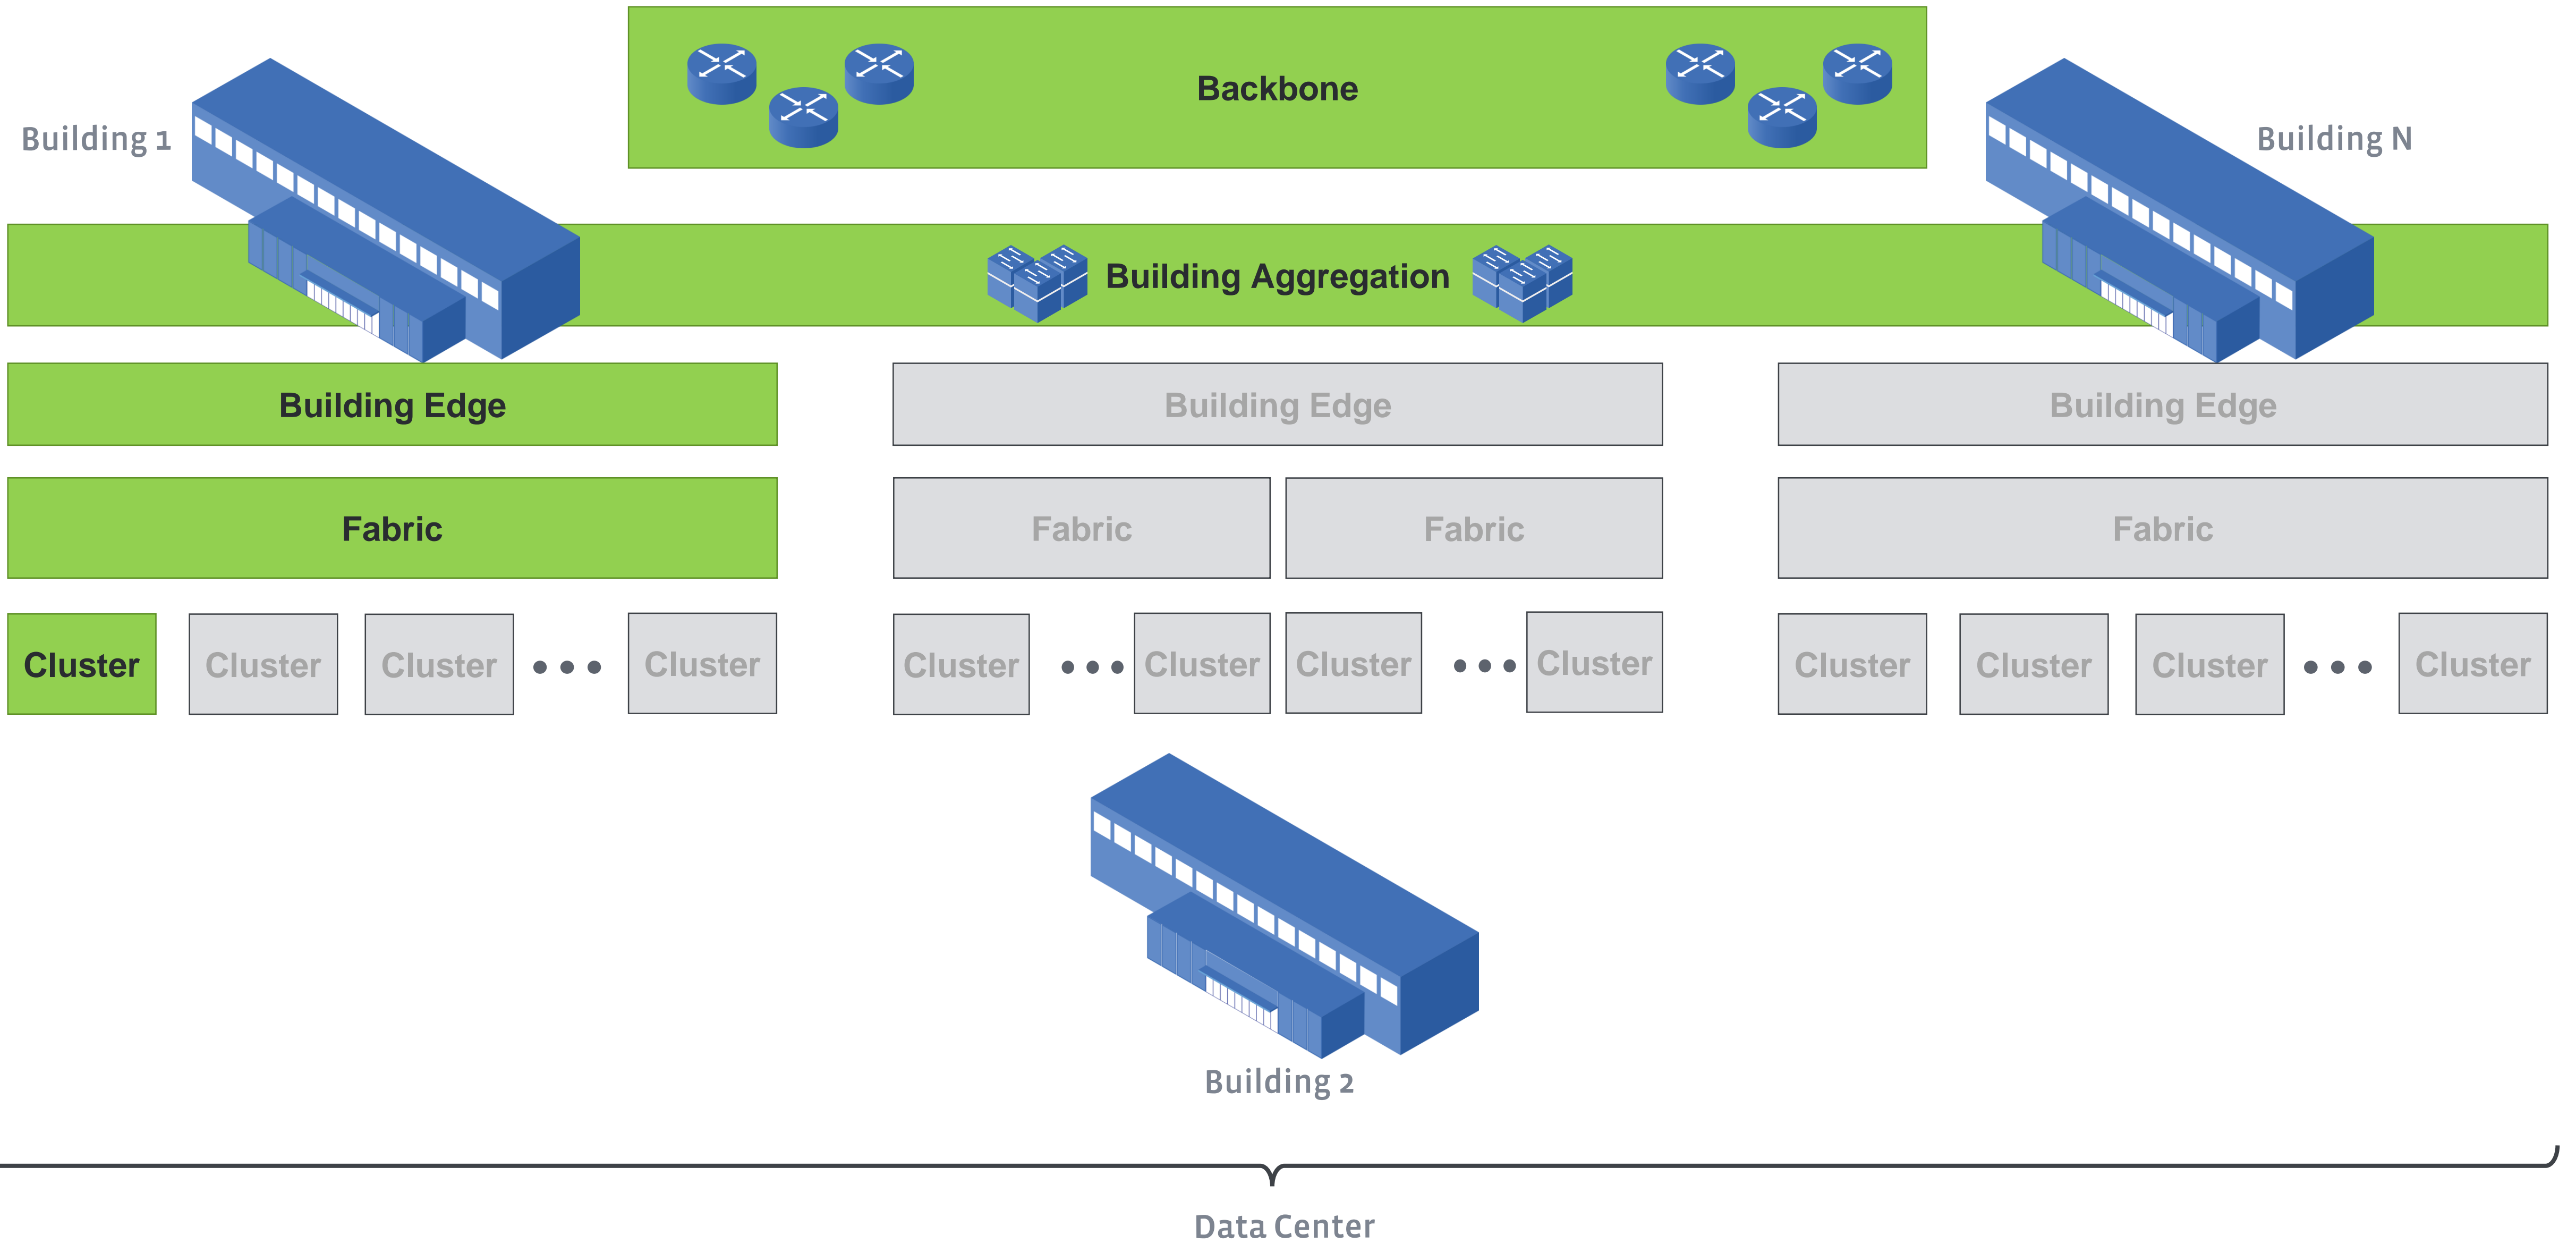 Backbone
Building 1
Building N
Building Aggregation
Building Edge
Building Edge
Building Edge
Fabric
Fabric
Fabric
Fabric
Cluster
Cluster
Cluster
Cluster
Cluster
Cluster
Cluster
Cluster
Cluster
Cluster
Cluster
Cluster
Building 2
Data Center